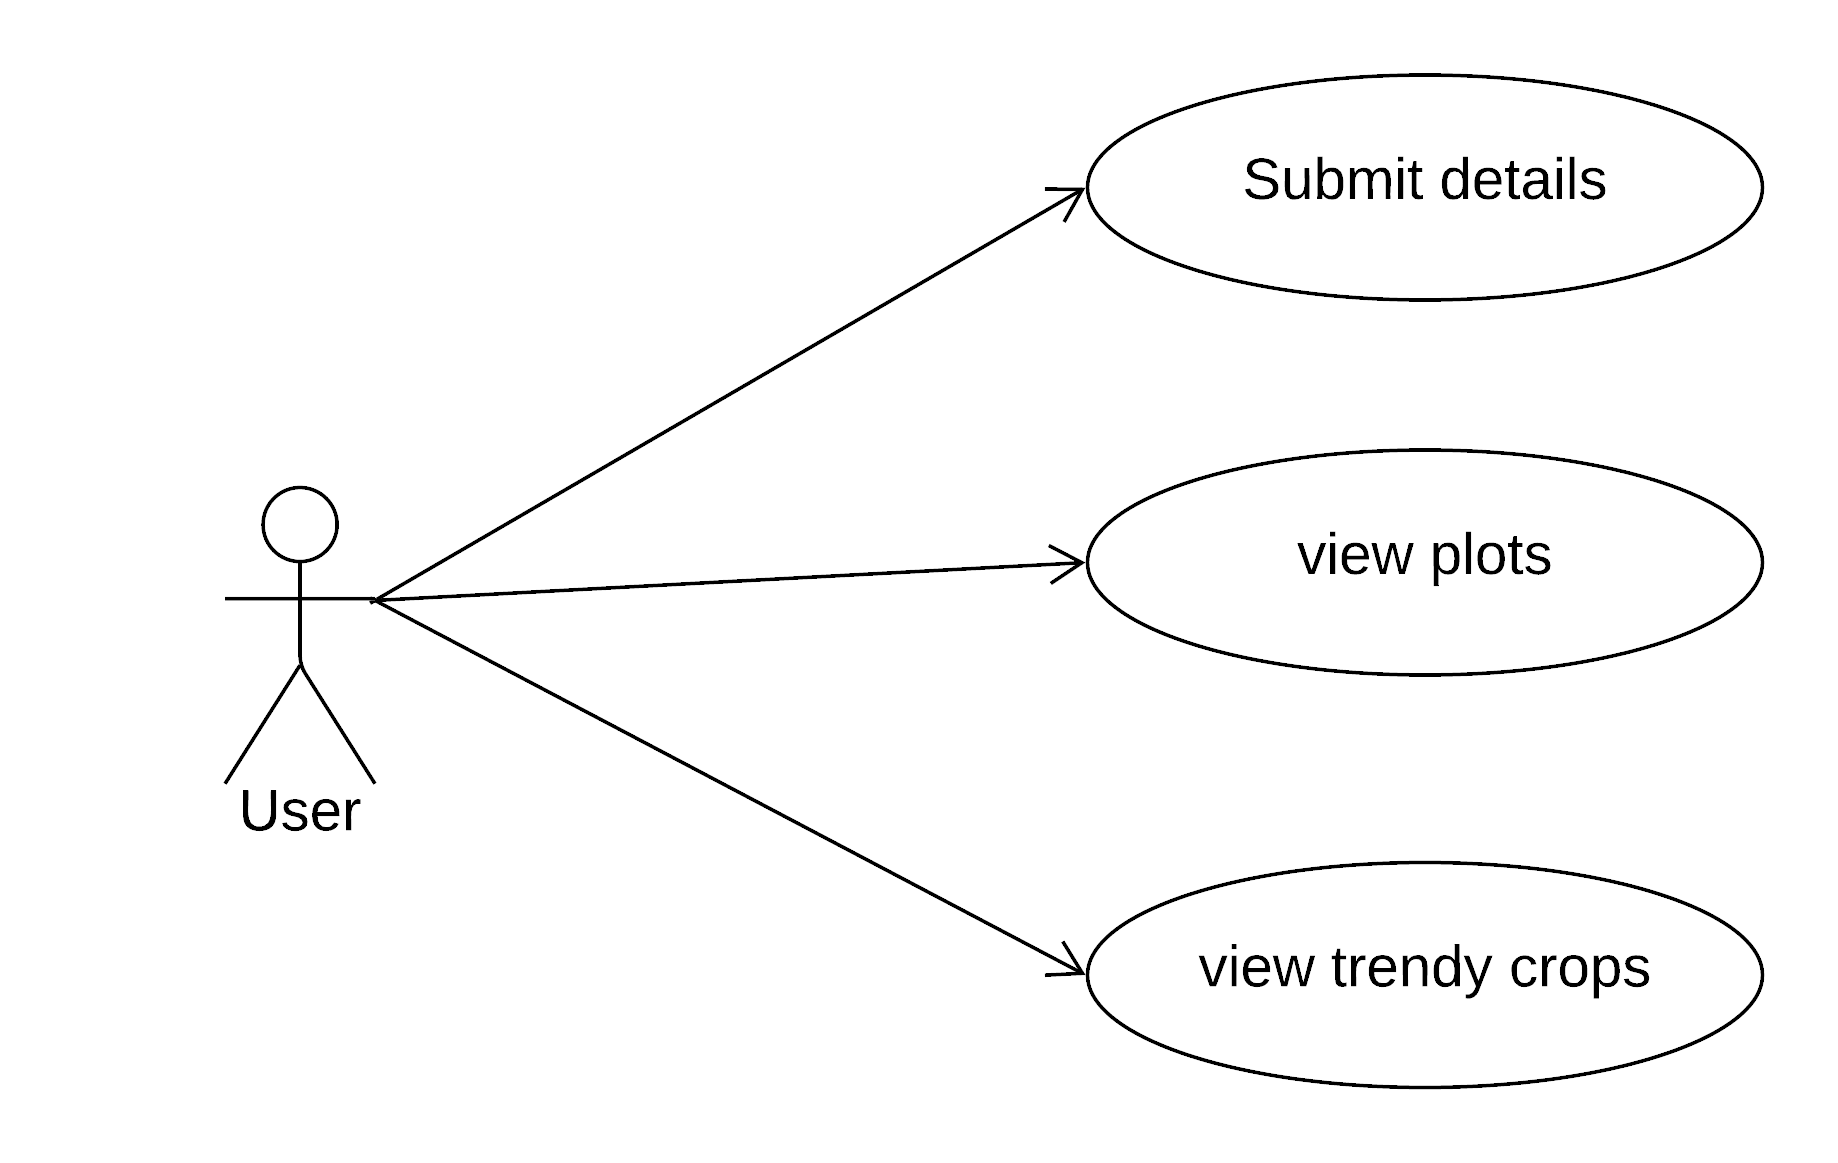 Submit details
view plots
User
view trendy crops